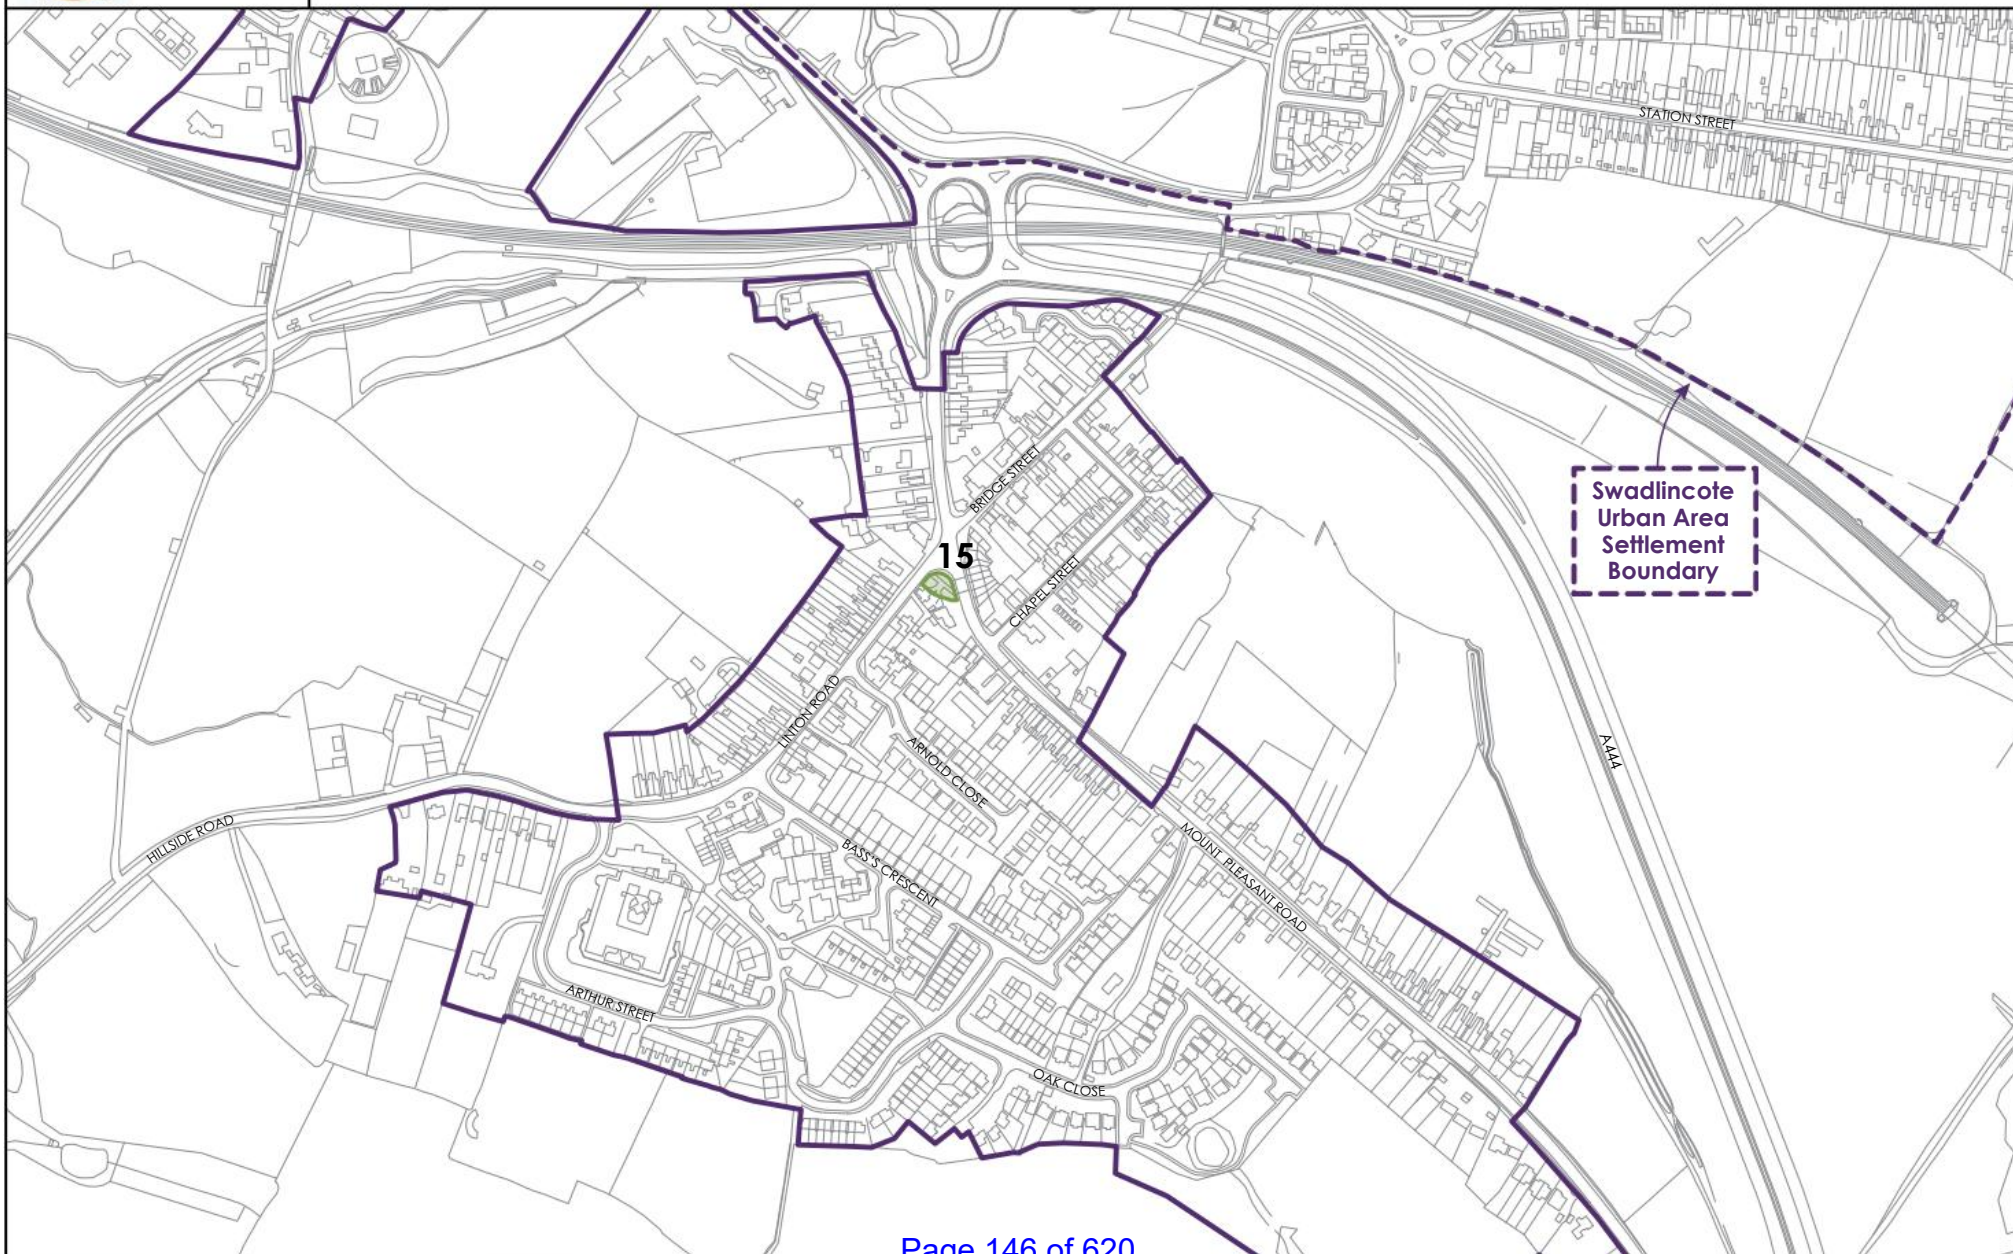 STATION STREET
BRIDGE STREET
Swadlincote
Urban Area
Settlement
Boundary
15
CHAPEL STREET
LINTON ROAD
ARNOLD CLOSE
A444
HILLSIDE ROAD
BASS'S CRESCENT
MOUNT PLEASANT ROAD
ARTHUR STREET
OAK CLOSE
Page 146 of 620